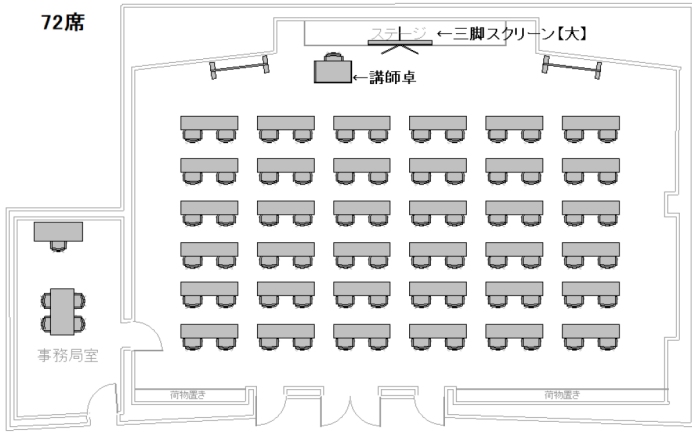 72席
ステージ ←三脚スクリーン【大】
←講師卓
事務局室
荷物置き
荷物置き